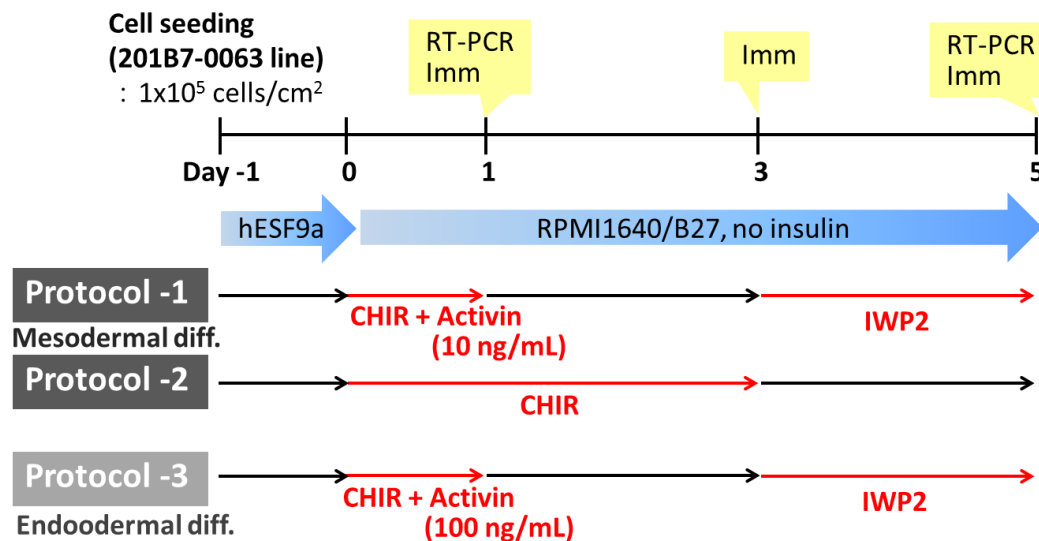 Cell seeding
(201B7-0063 line)
: 1x10⁵ cells/cm²
RT-PCR
Imm
Imm
RT-PCR
Imm
Day -1
0
1
3
5
hESF9a
RPMI1640/B27, no insulin
Protocol -1
Mesodermal diff.
CHIR + Activin
(10 ng/mL)
IWP2
Protocol -2
CHIR
Protocol -3
Endoodermal diff.
CHIR + Activin
(100 ng/mL)
IWP2